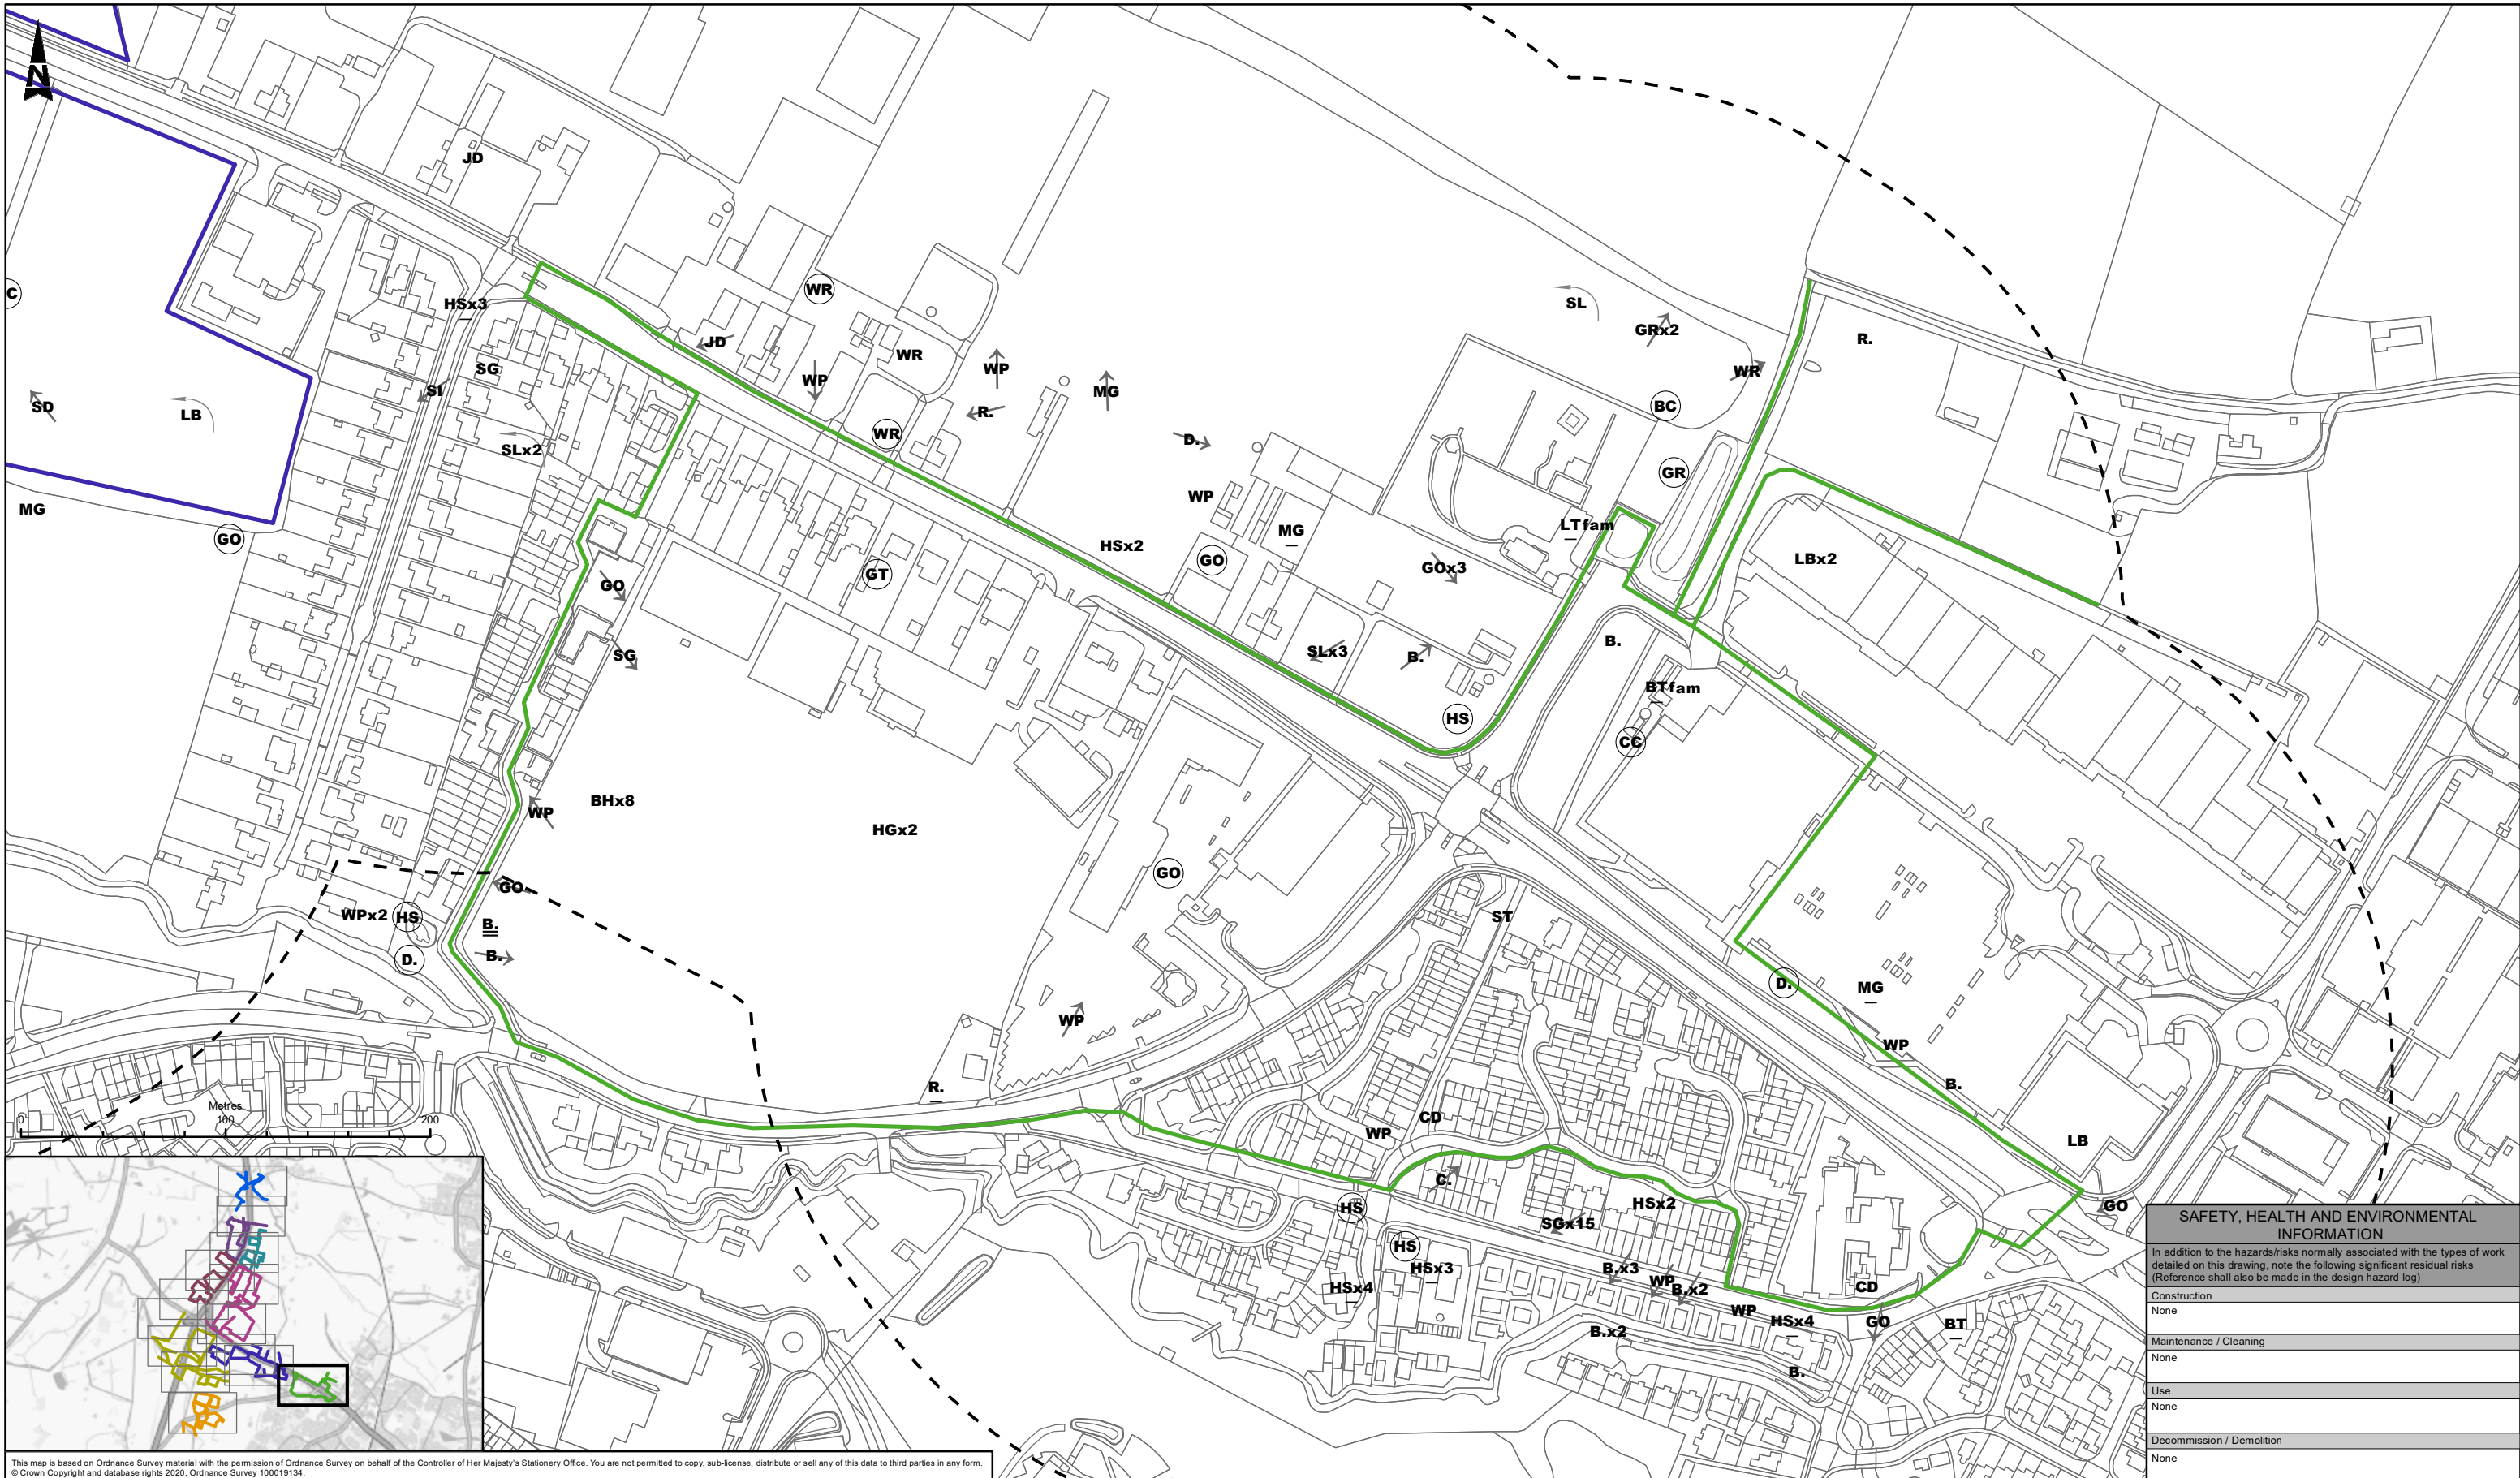 N
JD
C
WR
HSx3
SL
GRx2
R.
JD
WR
SG
WP
WP
WR
SI
MG
SD
LB
BC
R.
WR
D.
SLx2
GR
WP
MG
MG
LTfam
GO
HSx2
GO
LBx2
GOx3
GT
GO
B.
SLx3
B.
SG
BTfam
HS
CC
BHx8
WP
HGx2
GO
GO
WPx2
HS
ST
B.
B.
D.
D.
MG
WP
WP
B.
R.
Metres
0
100
200
CD
WP
LB
C.
HSx2
HS
GO
SGx15
HS
HSx3
B.x3
WP
B.x2
HSx4
CD
WP
HSx4
GO
BT
B.x2
B.
SAFETY, HEALTH AND ENVIRONMENTAL
INFORMATION
In addition to the hazards/risks normally associated with the types of work
detailed on this drawing, note the following significant residual risks
(Reference shall also be made in the design hazard log)
Construction
None
Maintenance / Cleaning
None
Use
None
Decommission / Demolition
None
This map is based on Ordnance Survey material with the permission of Ordnance Survey on behalf of the Controller of Her Majesty's Stationery Office. You are not permitted to copy, sub-license, distribute or sell any of this data to third parties in any form.
© Crown Copyright and database rights 2020, Ordnance Survey 100019134.